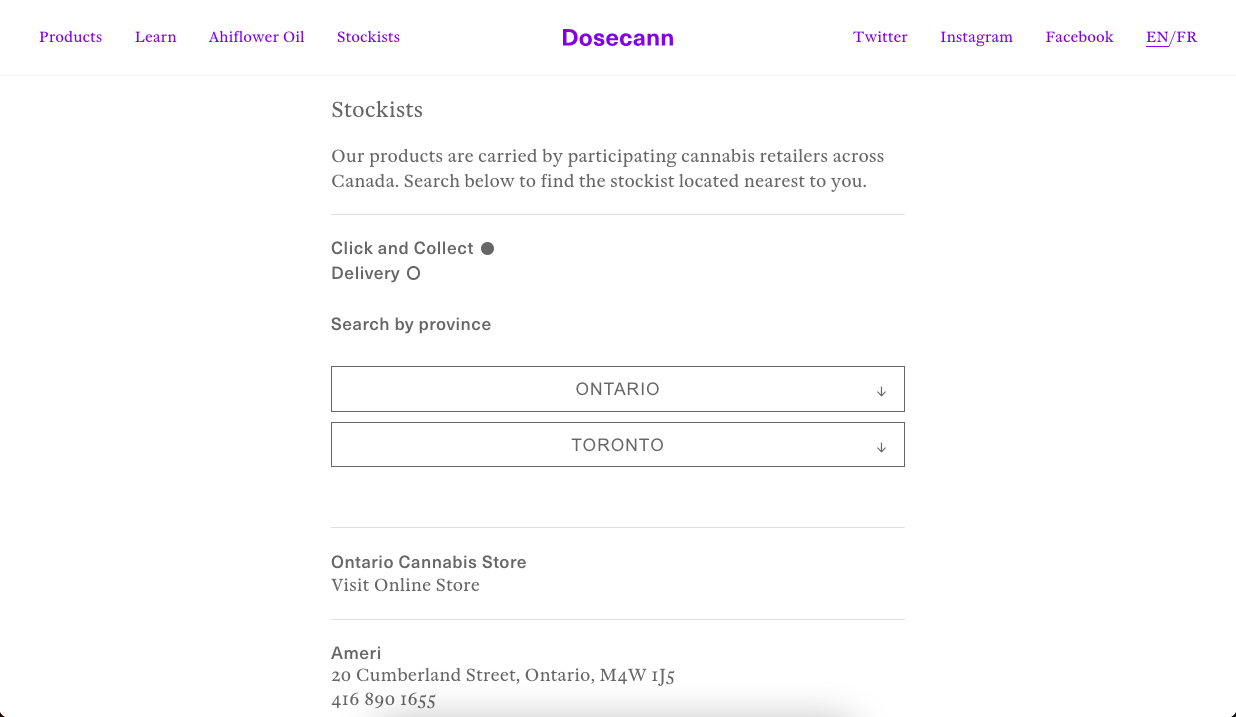 Products Learn Ahiflower Oil Stockists Dosecann Twitter Instagram Facebook EN/FR
Stockists
Our products are carried by participating cannabis retailers across
Canada. Search below to find the stockist located nearest to you.
Click and Collect
Delivery
Search by province
ONTARIO ↓
TORONTO ↓
Ontario Cannabis Store
Visit Online Store
Ameri
20 Cumberland Street, Ontario, M4W 1J5
416 890 1655